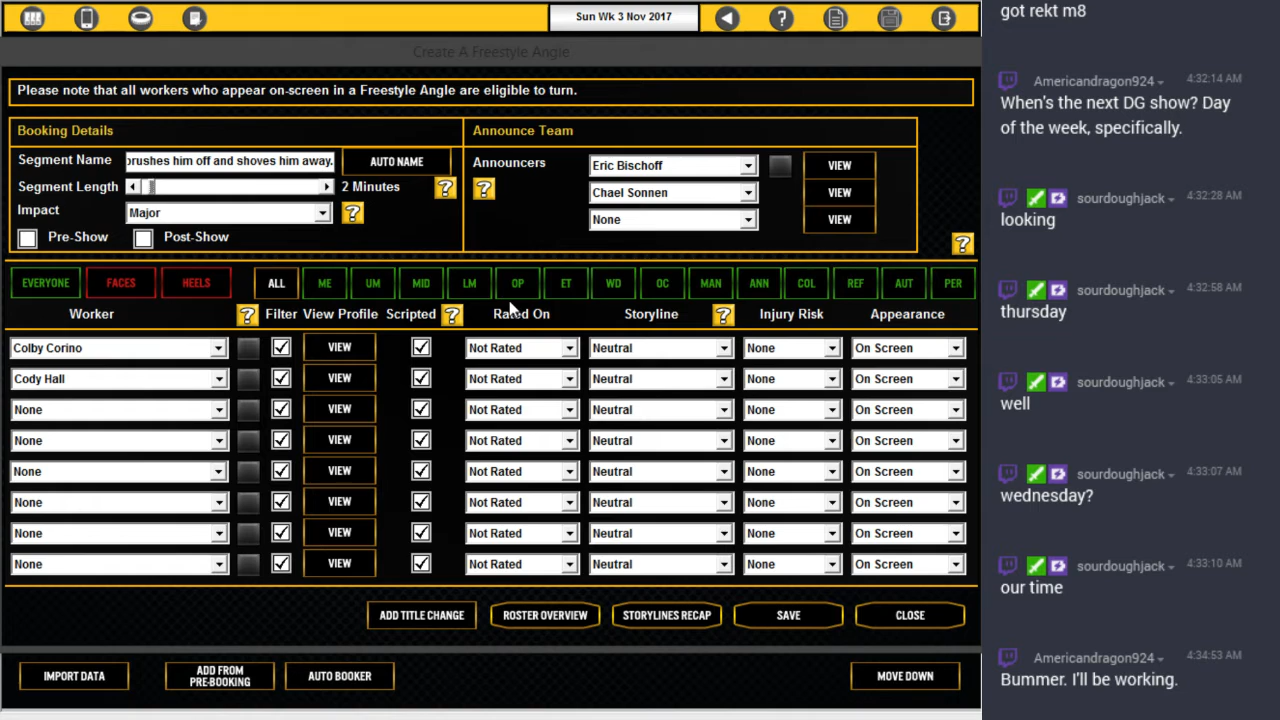 Sun Wk 3 Nov 2017
Create A Freestyle Angle
Please note that all workers who appear on-screen in a Freestyle Angle are eligible to turn.
Booking Details
Segment Name brushes him off and shoves him away. AUTO NAME
Segment Length 2 Minutes ?
Impact Major ?
Pre-Show Post-Show
Announce Team
Announcers Eric Bischoff VIEW
? Chael Sonnen VIEW
None VIEW
?
EVERYONE FACES HEELS ALL ME UM MID LM OP ET WD OC MAN ANN COL REF AUT PER
Worker ? Filter View Profile Scripted ? Rated On Storyline ? Injury Risk Appearance
Colby Corino VIEW Not Rated Neutral None On Screen
Cody Hall VIEW Not Rated Neutral None On Screen
None VIEW Not Rated Neutral None On Screen
None VIEW Not Rated Neutral None On Screen
None VIEW Not Rated Neutral None On Screen
None VIEW Not Rated Neutral None On Screen
None VIEW Not Rated Neutral None On Screen
None VIEW Not Rated Neutral None On Screen
ADD TITLE CHANGE ROSTER OVERVIEW STORYLINES RECAP SAVE CLOSE
IMPORT DATA ADD FROM PRE-BOOKING AUTO BOOKER MOVE DOWN
got rekt m8
Americandragon924 4:32:14 AM
When's the next DG show? Day
of the week, specifically.
sourdoughjack 4:32:28 AM
looking
sourdoughjack 4:32:58 AM
thursday
sourdoughjack 4:33:05 AM
well
sourdoughjack 4:33:07 AM
wednesday?
sourdoughjack 4:33:10 AM
our time
Americandragon924 4:34:53 AM
Bummer. I'll be working.